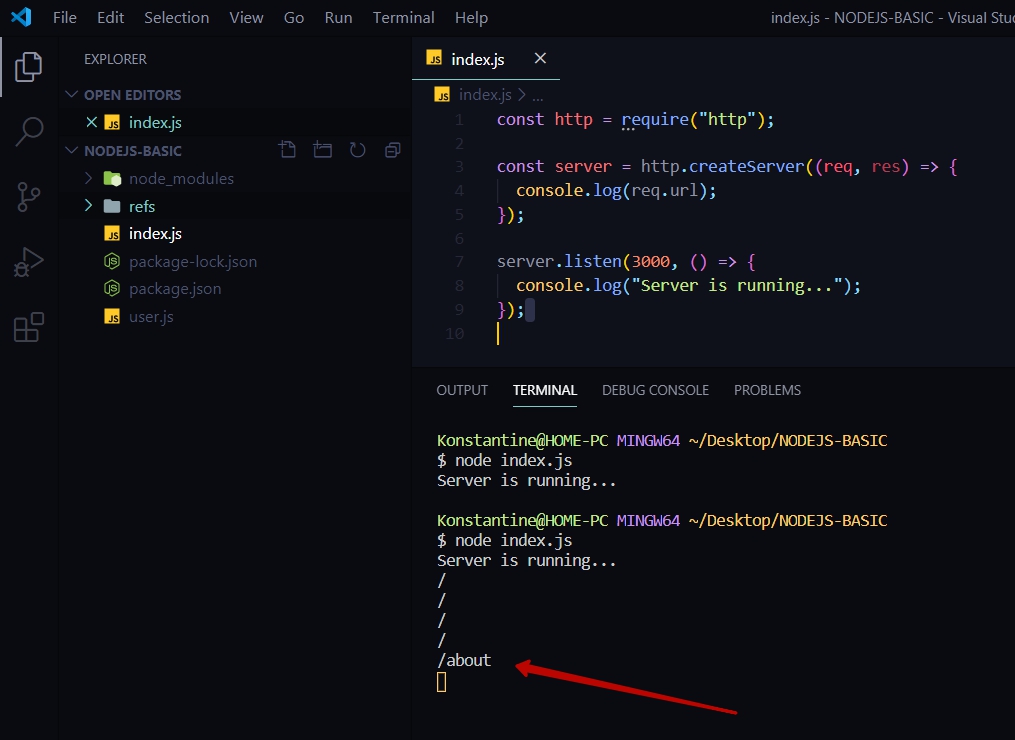 File Edit Selection View Go Run Terminal Help index.js - NODEJS-BASIC - Visual Stu
EXPLORER
OPEN EDITORS
JS index.js
NODEJS-BASIC
node_modules
refs
JS index.js
package-lock.json
package.json
JS user.js
JS index.js
JS index.js > ...
1 const http = require("http");
2
3 const server = http.createServer((req, res) => {
4 console.log(req.url);
5 });
6
7 server.listen(3000, () => {
8 console.log("Server is running...");
9 });
10
OUTPUT TERMINAL DEBUG CONSOLE PROBLEMS
Konstantine@HOME-PC MINGW64 ~/Desktop/NODEJS-BASIC
$ node index.js
Server is running...
Konstantine@HOME-PC MINGW64 ~/Desktop/NODEJS-BASIC
$ node index.js
Server is running...
/
/
/
/
/about